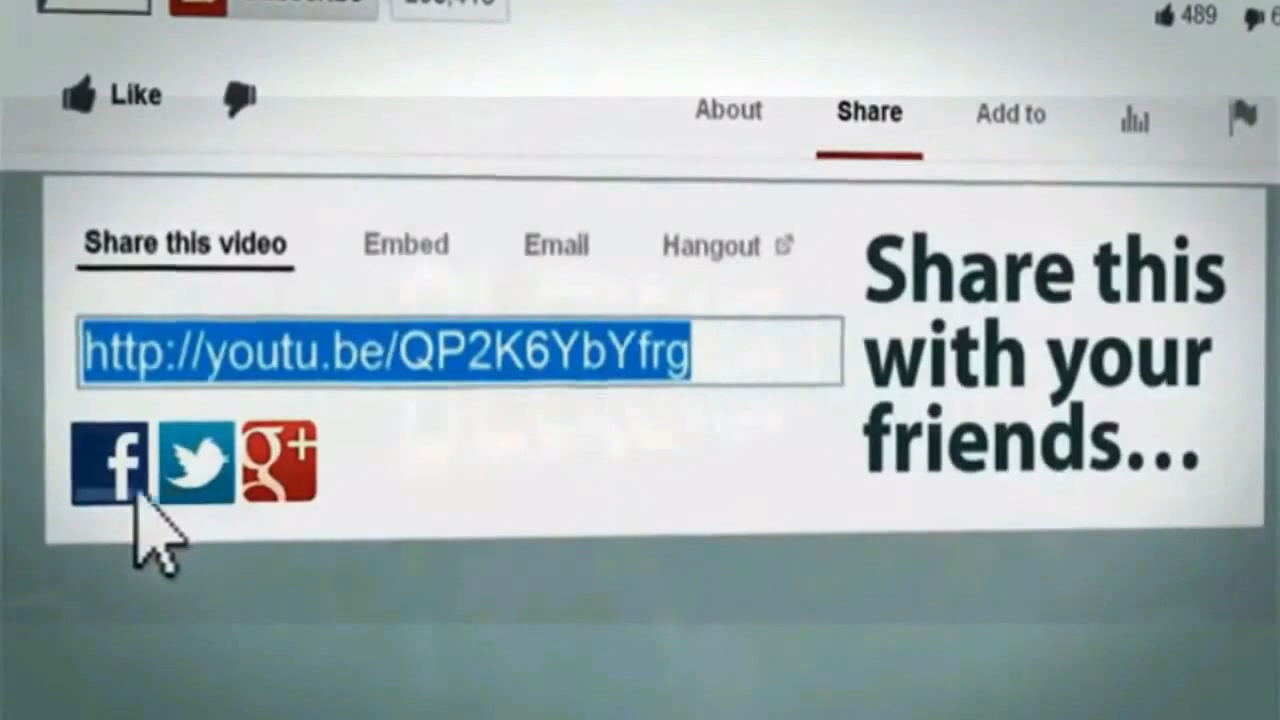 489
Like
About Share Add to
Share this video Embed Email Hangout
http://youtu.be/QP2K6YbYfrg
f g+
Share this
with your
friends...